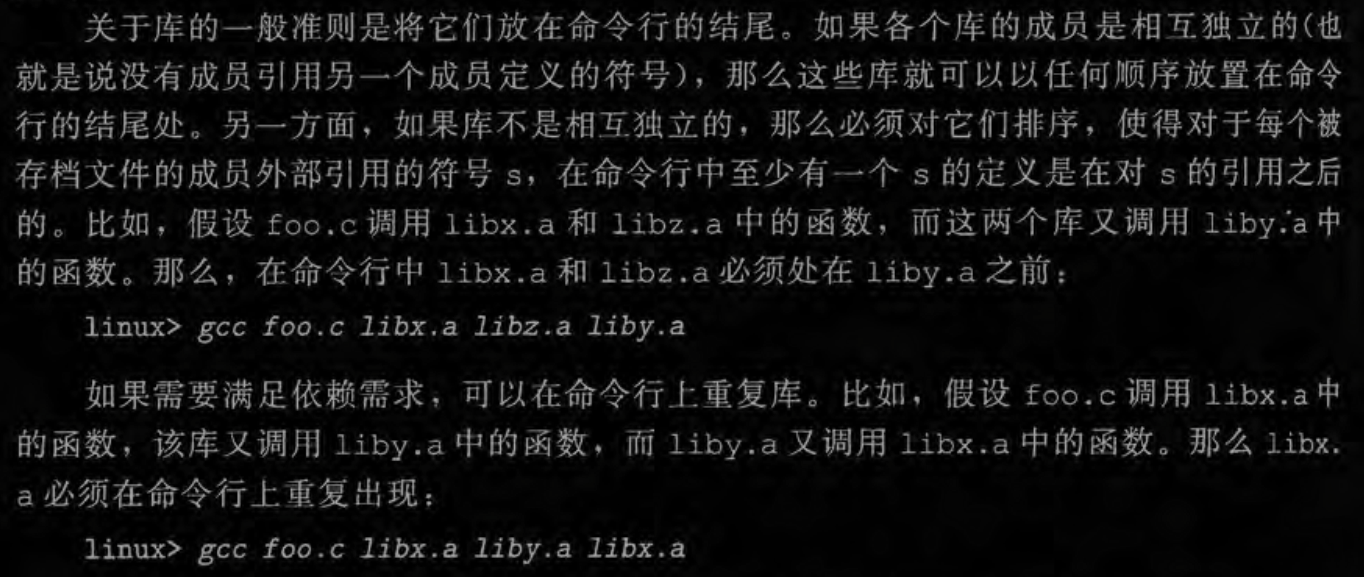 关于库的一般准则是将它们放在命令行的结尾。如果各个库的成员是相互独立的(也
就是说没有成员引用另一个成员定义的符号)，那么这些库就可以以任何顺序放置在命令
行的结尾处。另一方面，如果库不是相互独立的，那么必须对它们排序，使得对于每个被
存档文件的成员外部引用的符号 s，在命令行中至少有一个 s 的定义是在对 s 的引用之后
的。比如，假设 foo.c 调用 libx.a 和 libz.a 中的函数，而这两个库又调用 liby.a 中
的函数。那么，在命令行中 libx.a 和 libz.a 必须处在 liby.a 之前：
linux> gcc foo.c libx.a libz.a liby.a
如果需要满足依赖需求，可以在命令行上重复库。比如，假设 foo.c 调用 libx.a 中
的函数，该库又调用 liby.a 中的函数，而 liby.a 又调用 libx.a 中的函数。那么 libx.
a 必须在命令行上重复出现：
linux> gcc foo.c libx.a liby.a libx.a